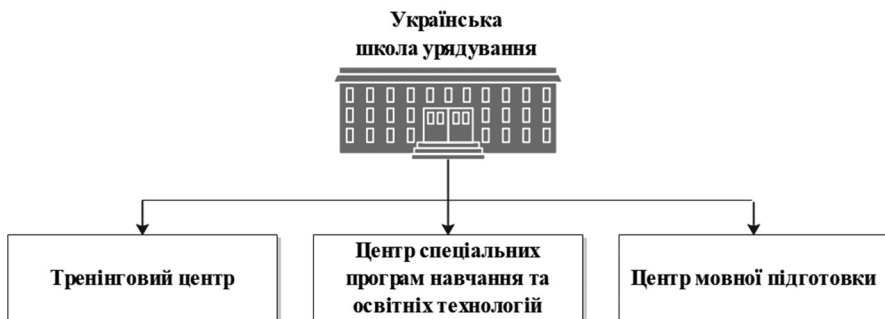 Українська
школа урядування
Тренінговий центр
Центр спеціальних
програм навчання та
освітніх технологій
Центр мовної підготовки